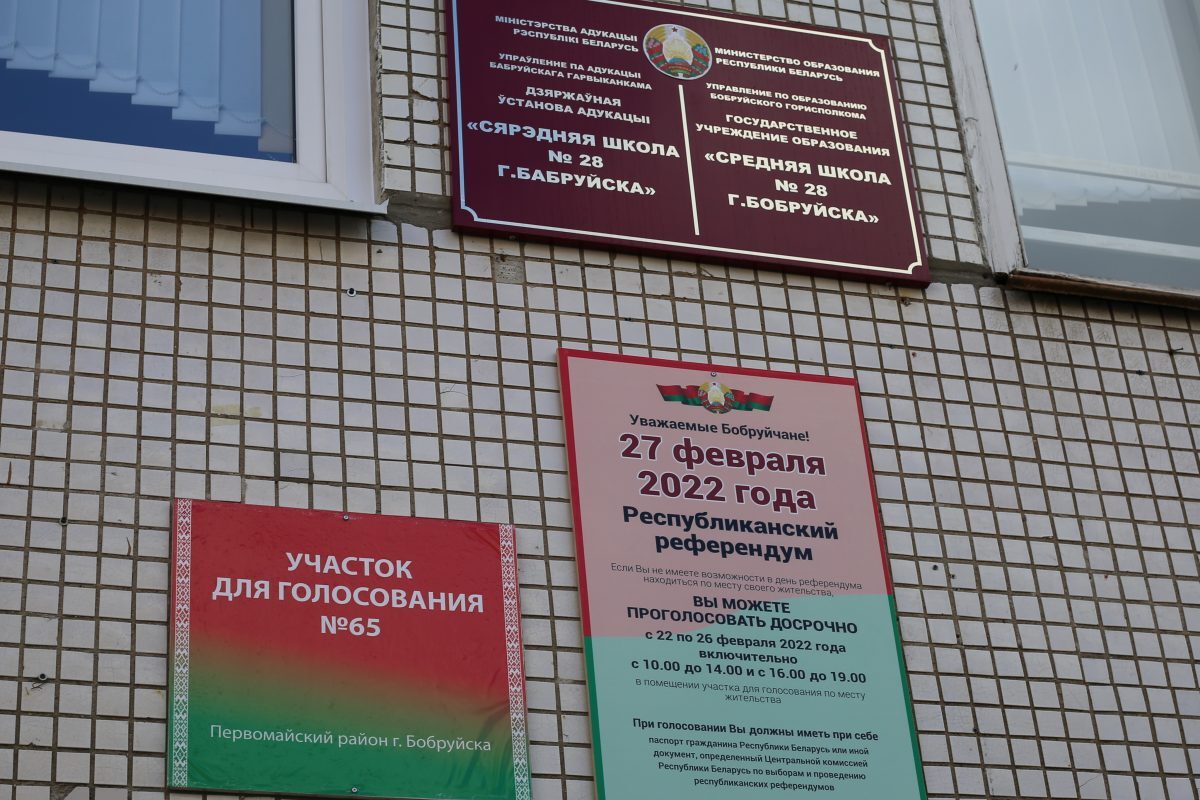 МІНІСТЭРСТВА АДУКАЦЫІ
РЭСПУБЛІКІ БЕЛАРУСЬ
УПРАЎЛЕННЕ ПА АДУКАЦЫІ
БАБРУЙСКАГА ГАРВЫКАНКАМА
ДЗЯРЖАЎНАЯ
ЎСТАНОВА АДУКАЦЫІ
«СЯРЭДНЯЯ ШКОЛА
№ 28
Г.БАБРУЙСКА»
МИНИСТЕРСТВО ОБРАЗОВАНИЯ
РЕСПУБЛИКИ БЕЛАРУСЬ
УПРАВЛЕНИЕ ПО ОБРАЗОВАНИЮ
БОБРУЙСКОГО ГОРИСПОЛКОМА
ГОСУДАРСТВЕННОЕ
УЧРЕЖДЕНИЕ ОБРАЗОВАНИЯ
«СРЕДНЯЯ ШКОЛА
№ 28
Г.БОБРУЙСКА»
Уважаемые Бобруйчане!
27 февраля
2022 года
Республиканский
референдум
Если Вы не имеете возможности в день референдума
находиться по месту своего жительства,
ВЫ МОЖЕТЕ
ПРОГОЛОСОВАТЬ ДОСРОЧНО
с 22 по 26 февраля 2022 года
включительно
с 10.00 до 14.00 и с 16.00 до 19.00
в помещении участка для голосования по месту
жительства
При голосовании Вы должны иметь при себе
паспорт гражданина Республики Беларусь или иной
документ, определенный Центральной комиссией
Республики Беларусь по выборам и проведению
республиканских референдумов
УЧАСТОК
ДЛЯ ГОЛОСОВАНИЯ
№65
Первомайский район г. Бобруйска